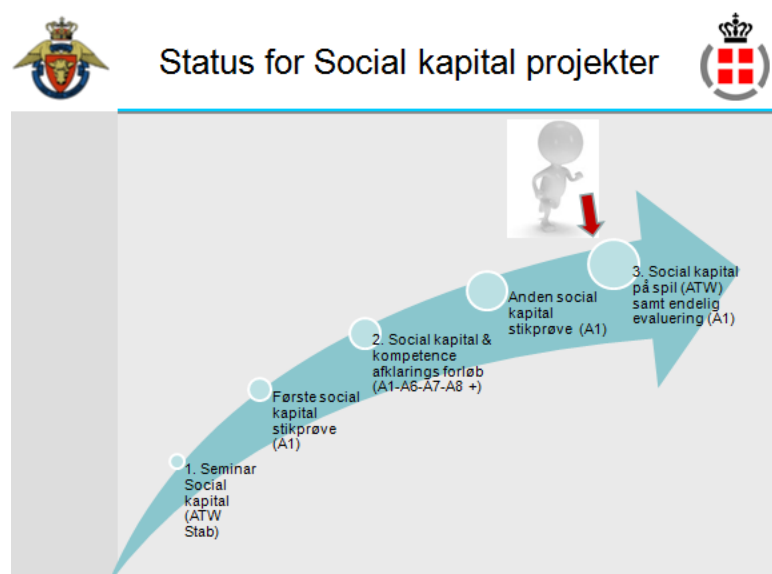 Status for Social kapital projekter
1. Seminar
Social
kapital
(ATW
Stab)
Første social
kapital
stikprøve
(A1)
2. Social kapital &
kompetence
afklarings forløb
(A1-A6-A7-A8 +)
Anden social
kapital
stikprøve (A1)
3. Social kapital
på spil (ATW)
samt endelig
evaluering (A1)